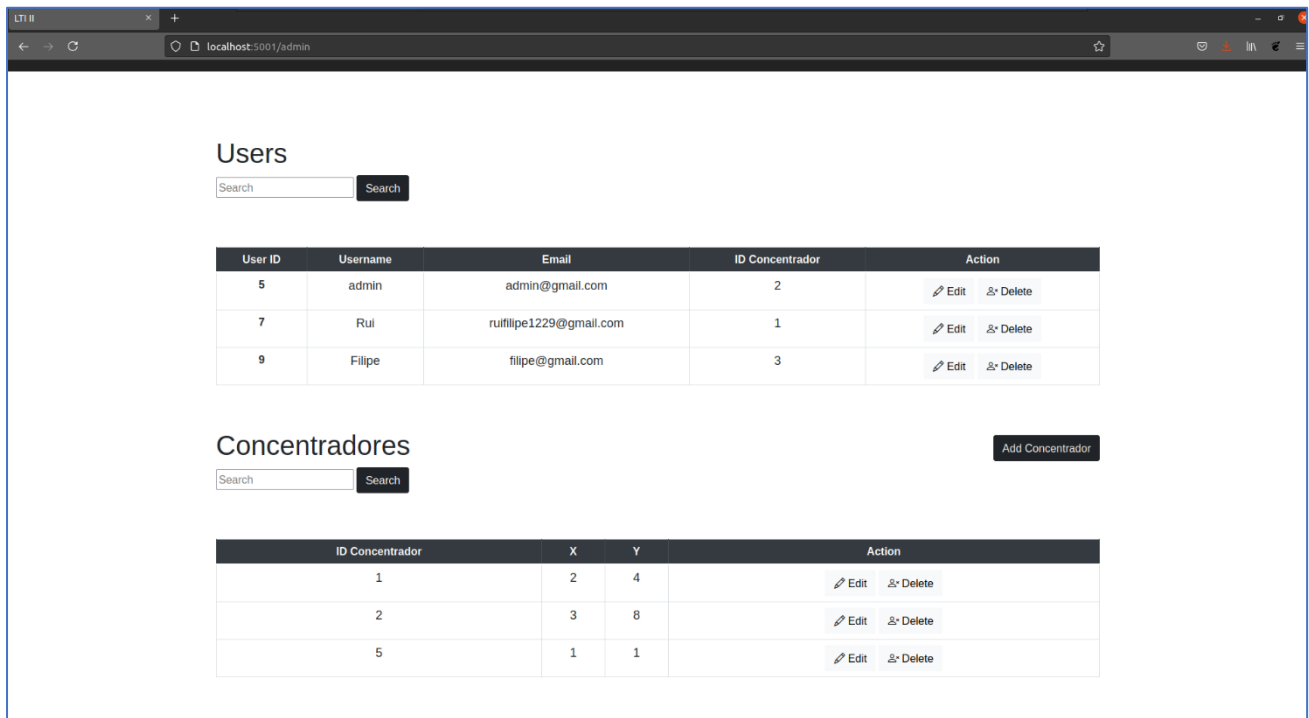 LTI II
localhost:5001/admin
Users
Search Search
User ID Username Email ID Concentrador Action
5 admin admin@gmail.com 2 Edit Delete
7 Rui ruifilipe1229@gmail.com 1 Edit Delete
9 Filipe filipe@gmail.com 3 Edit Delete
Concentradores Add Concentrador
Search Search
ID Concentrador X Y Action
1 2 4 Edit Delete
2 3 8 Edit Delete
5 1 1 Edit Delete